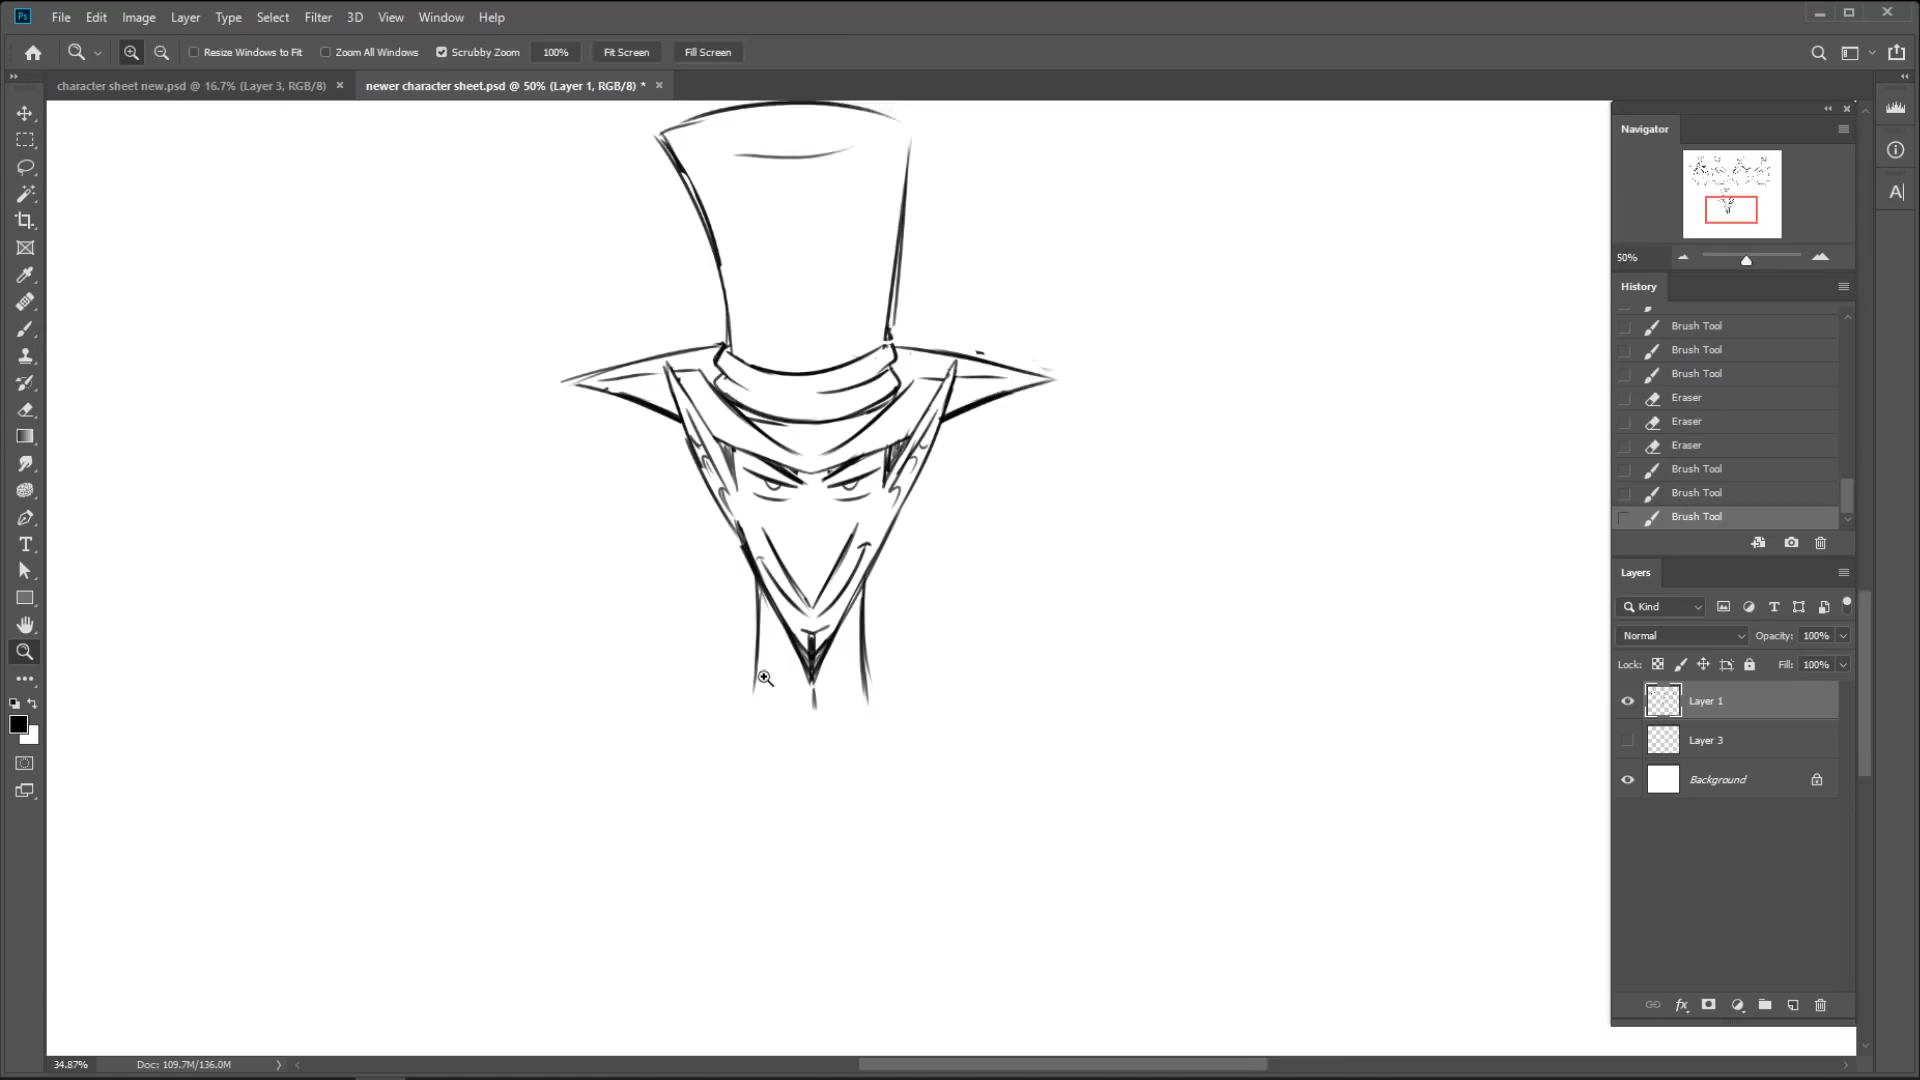 Ps File Edit Image Layer Type Select Filter 3D View Window Help
Resize Windows to Fit Zoom All Windows Scrubby Zoom 100% Fit Screen Fill Screen
character sheet new.psd @ 16.7% (Layer 3, RGB/8) × newer character sheet.psd @ 50% (Layer 1, RGB/8) * ×
Navigator
50%
History
Brush Tool
Brush Tool
Brush Tool
Eraser
Eraser
Eraser
Brush Tool
Brush Tool
Brush Tool
Layers
Kind
Normal Opacity: 100%
Lock: Fill: 100%
Layer 1
Layer 3
Background
34.87% Doc: 109.7M/136.0M